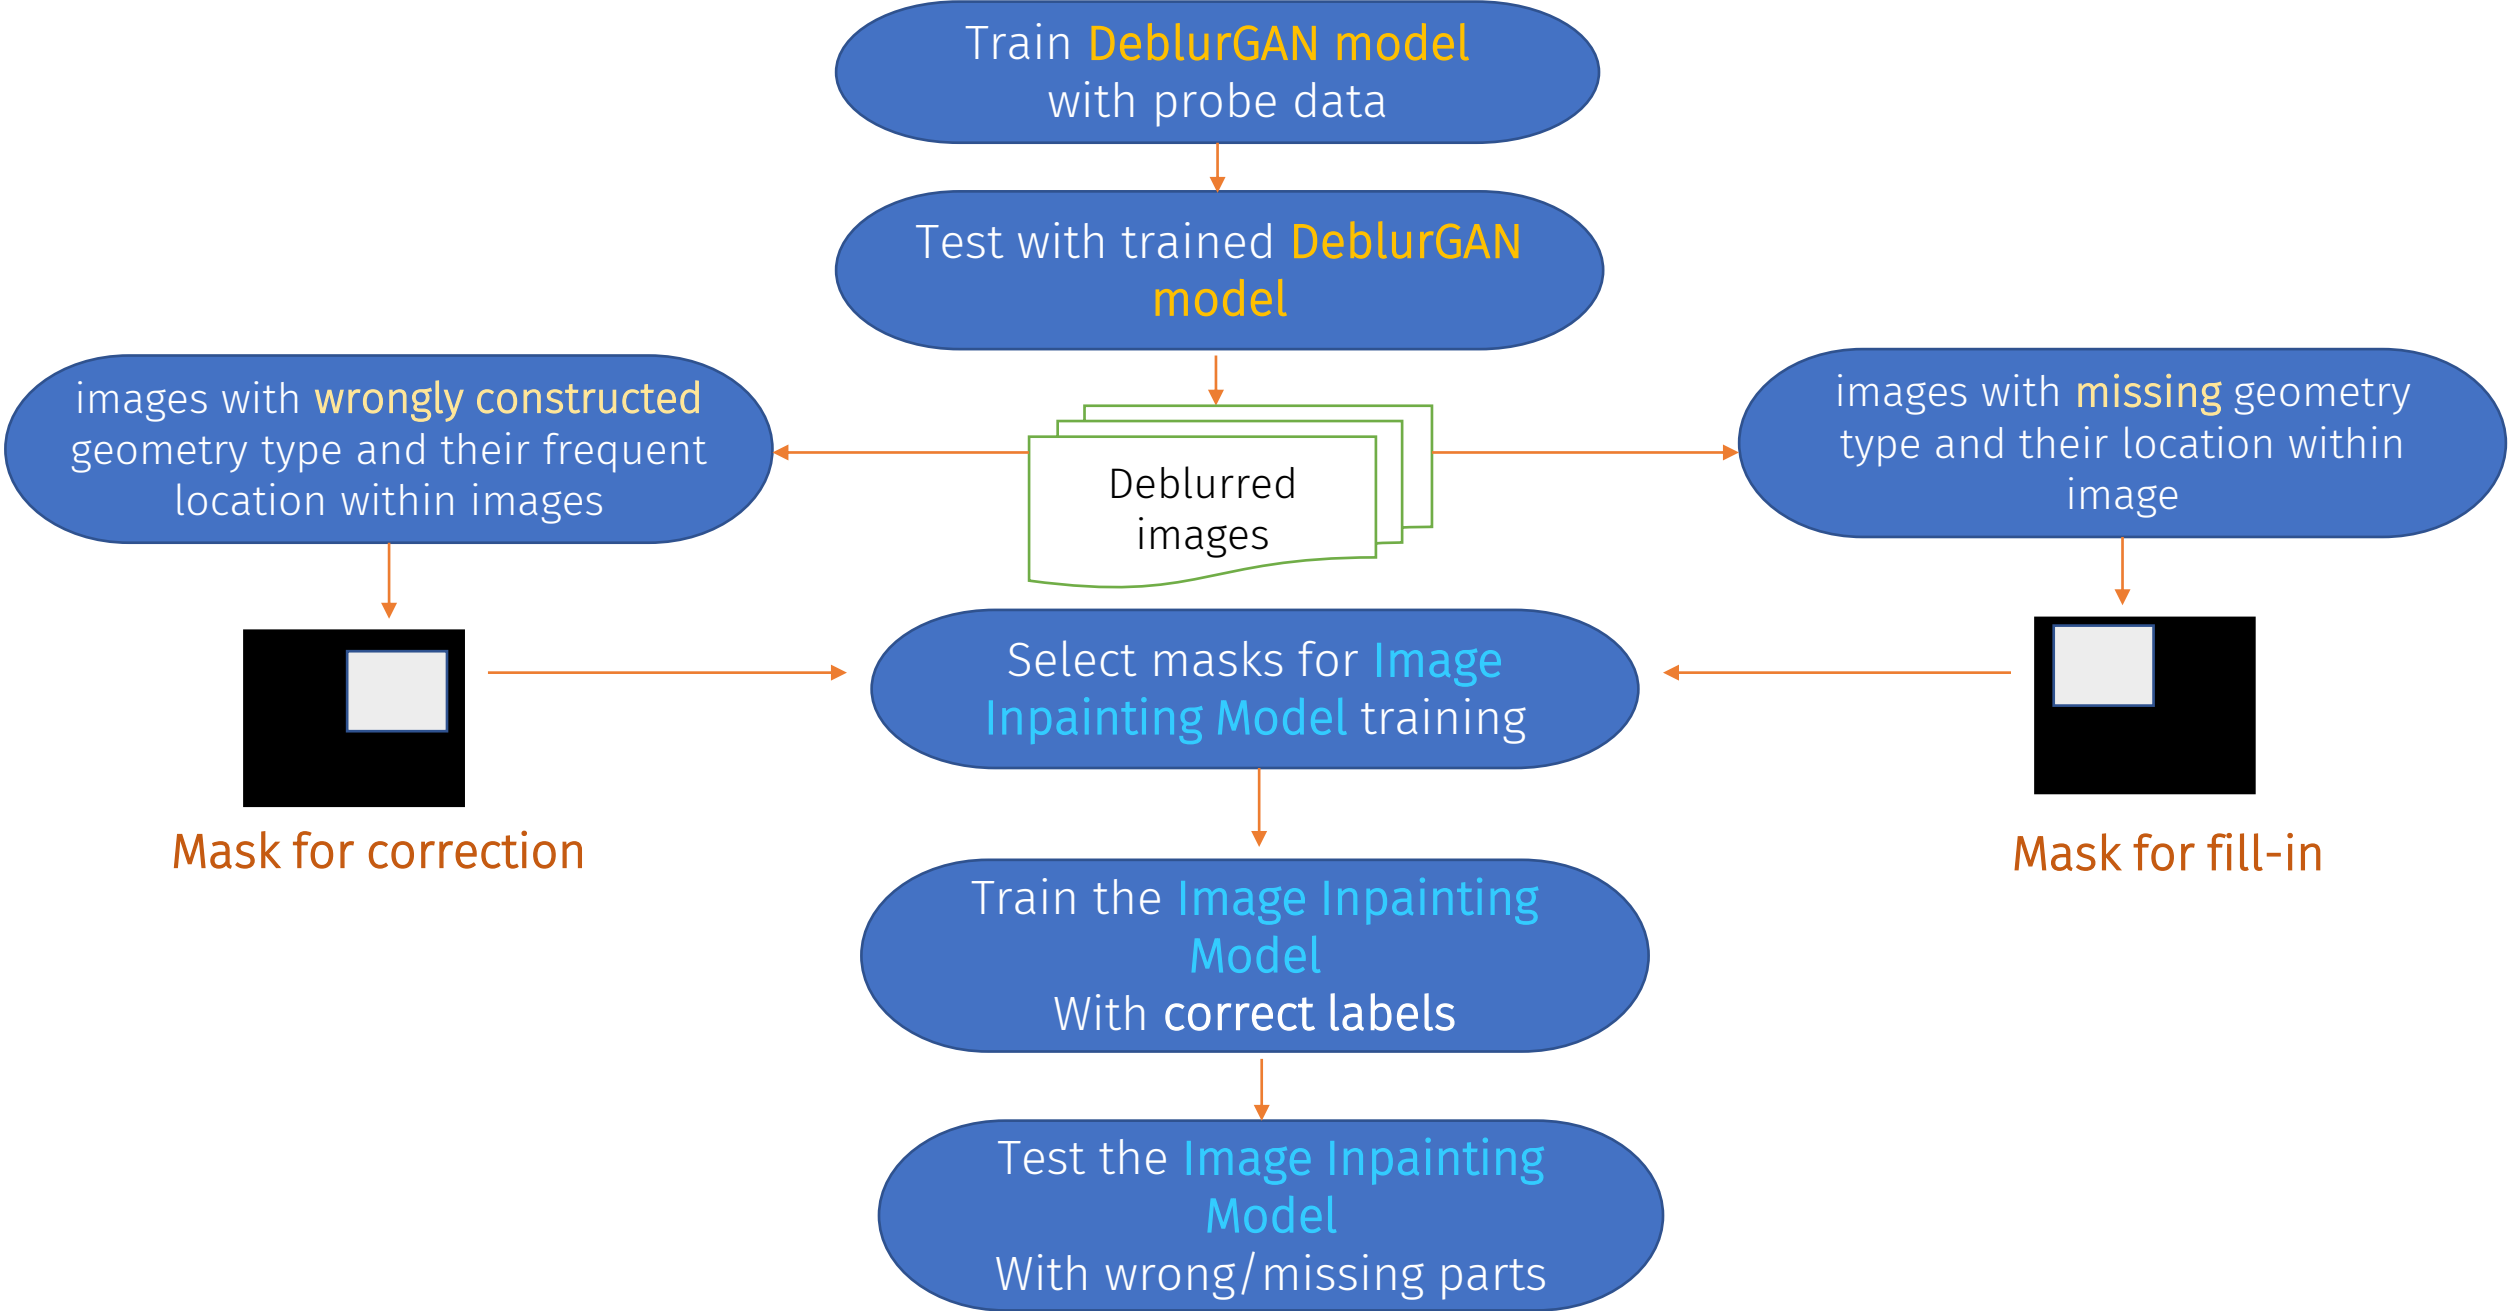 Train DeblurGAN model
with probe data
Test with trained DeblurGAN
model
images with wrongly constructed
geometry type and their frequent
location within images
Deblurred
images
images with missing geometry
type and their location within
image
Select masks for Image
Inpainting Model training
Mask for correction
Mask for fill-in
Train the Image Inpainting
Model
With correct labels
Test the Image Inpainting
Model
With wrong/missing parts